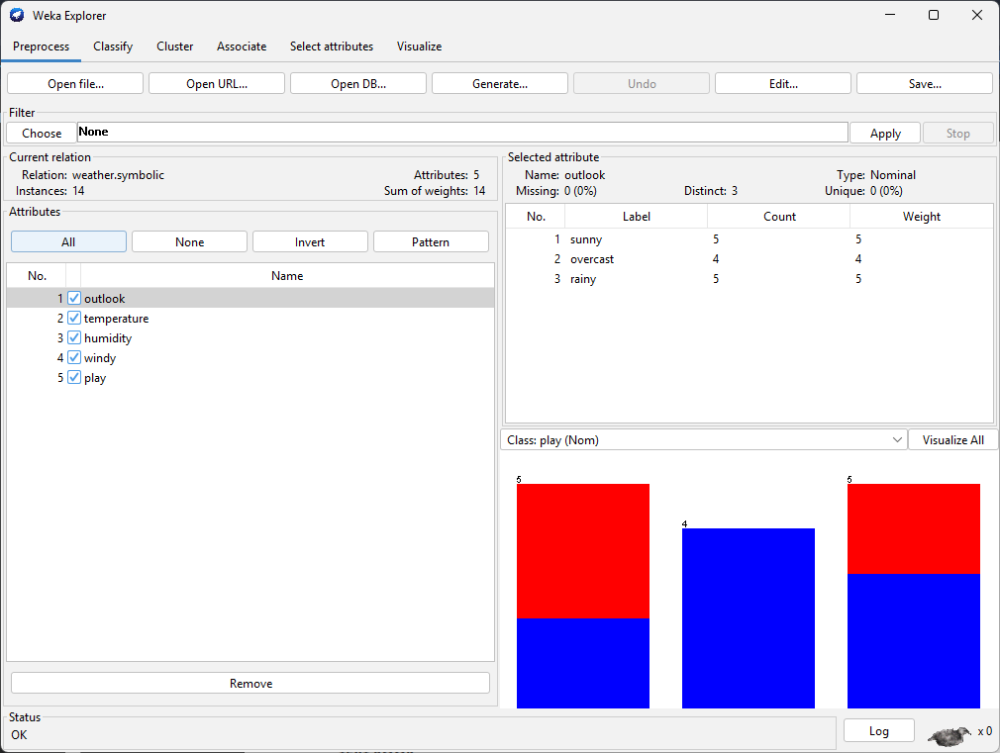 Weka Explorer
Preprocess Classify Cluster Associate Select attributes Visualize
Open file... Open URL... Open DB... Generate... Undo Edit... Save...
Filter
Choose None Apply Stop
Current relation
Relation: weather.symbolic Attributes: 5
Instances: 14 Sum of weights: 14
Attributes
All None Invert Pattern
No. Name
1 outlook
2 temperature
3 humidity
4 windy
5 play
Remove
Selected attribute
Name: outlook Type: Nominal
Missing: 0 (0%) Distinct: 3 Unique: 0 (0%)
No. Label Count Weight
1 sunny 5 5
2 overcast 4 4
3 rainy 5 5
Class: play (Nom) Visualize All
5 4 5
Status
OK
Log x 0